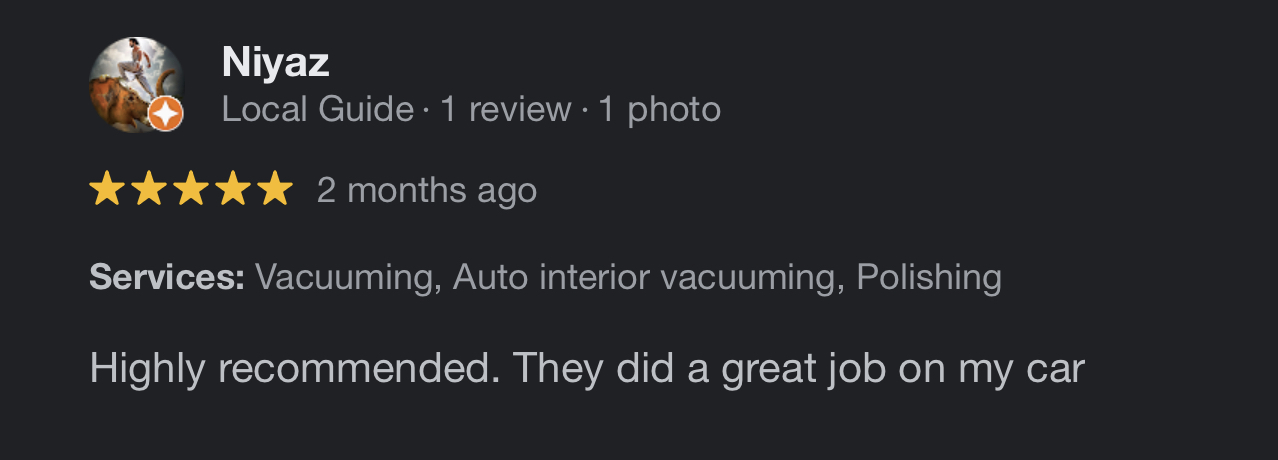 Niyaz
Local Guide · 1 review · 1 photo
2 months ago
Services: Vacuuming, Auto interior vacuuming, Polishing
Highly recommended. They did a great job on my car